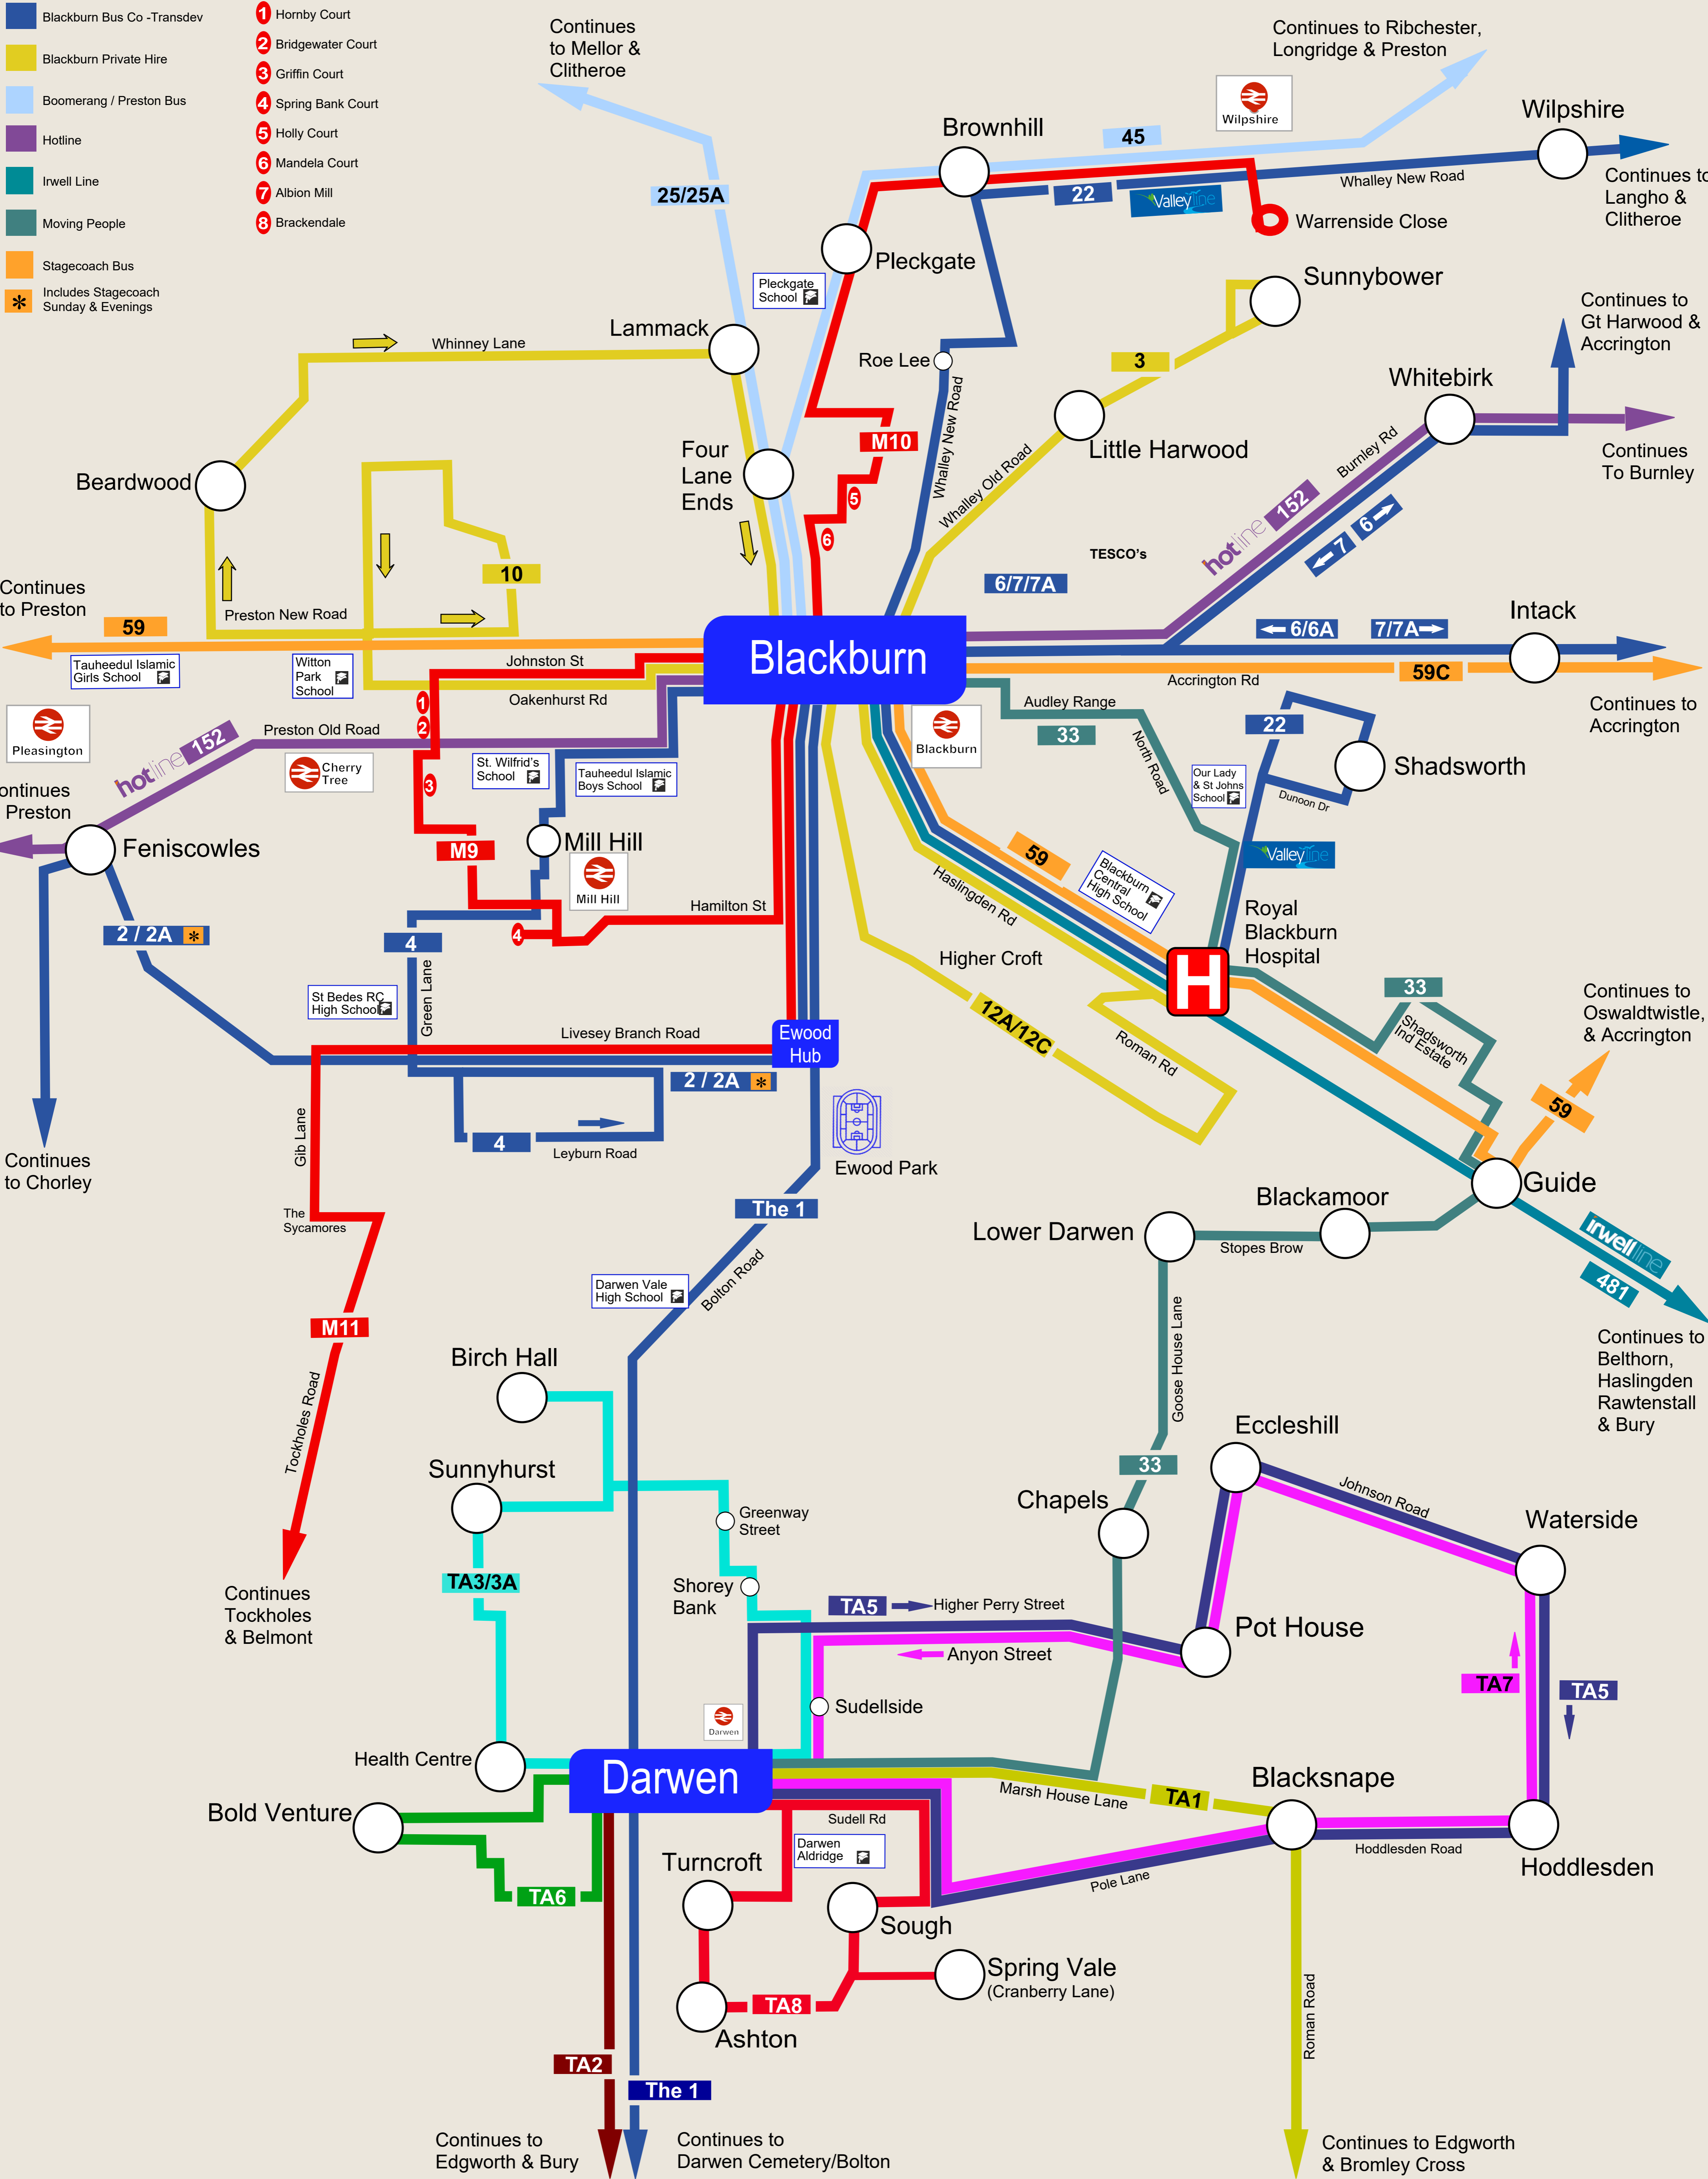 Blackburn Bus Co -Transdev
Blackburn Private Hire
Boomerang / Preston Bus
Hotline
Irwell Line
Moving People
Stagecoach Bus
* Includes Stagecoach
Sunday & Evenings
1 Hornby Court
2 Bridgewater Court
3 Griffin Court
4 Spring Bank Court
5 Holly Court
6 Mandela Court
7 Albion Mill
8 Brackendale
Continues
to Mellor &
Clitheroe
Continues to Ribchester,
Longridge & Preston
Wilpshire
Wilpshire
Brownhill
45
25/25A
22
Valleyline
Whalley New Road
Continues to
Langho &
Clitheroe
Warrenside Close
Pleckgate
Pleckgate
School
Sunnybower
Continues to
Gt Harwood &
Accrington
Lammack
Whinney Lane
Roe Lee
3
Whitebirk
Whalley New Road
Little Harwood
Whalley Old Road
Burnley Rd
Continues
To Burnley
M10
Four
Lane
Ends
5
6
Beardwood
hotline 152
7
6
TESCO's
6/7/7A
10
Continues
to Preston
Preston New Road
59
Tauheedul Islamic
Girls School
Witton
Park
School
Johnston St
Oakenhurst Rd
Blackburn
6/6A
7/7A
Intack
59C
Accrington Rd
Continues to
Accrington
1
2
Pleasington
Preston Old Road
hotline 152
Cherry
Tree
St. Wilfrid's
School
Tauheedul Islamic
Boys School
3
Blackburn
Audley Range
33
North Road
22
Our Lady
& St Johns
School
Shadsworth
Dunoon Dr
Valleyline
ontinues
Preston
Feniscowles
Mill Hill
Mill Hill
M9
59
Blackburn
Central
High School
Haslingden Rd
Hamilton St
4
2 / 2A *
4
Green Lane
Royal
Blackburn
Hospital
H
Higher Croft
12A/12C
Roman Rd
33
Shadsworth
Ind Estate
Continues to
Oswaldtwistle,
& Accrington
59
St Bedes RC
High School
Livesey Branch Road
Ewood
Hub
2 / 2A *
4
Leyburn Road
Ewood Park
Continues
to Chorley
Gib Lane
The
Sycamores
The 1
Guide
Blackamoor
Lower Darwen
Stopes Brow
irwellline
481
Darwen Vale
High School
Bolton Road
M11
Tockholes Road
Goose House Lane
Continues to
Belthorn,
Haslingden
Rawtenstall
& Bury
Birch Hall
Sunnyhurst
33
Eccleshill
Johnson Road
Chapels
Waterside
Greenway
Street
TA3/3A
Shorey
Bank
Continues
Tockholes
& Belmont
TA5
Higher Perry Street
Anyon Street
Pot House
TA7
TA5
Sudellside
Darwen
Health Centre
Darwen
Bold Venture
Marsh House Lane
TA1
Blacksnape
Sudell Rd
Darwen
Aldridge
Hoddlesden Road
Hoddlesden
Pole Lane
TA6
Turncroft
Sough
Spring Vale
(Cranberry Lane)
TA8
Ashton
Roman Road
TA2
The 1
Continues to
Edgworth & Bury
Continues to
Darwen Cemetery/Bolton
Continues to Edgworth
& Bromley Cross